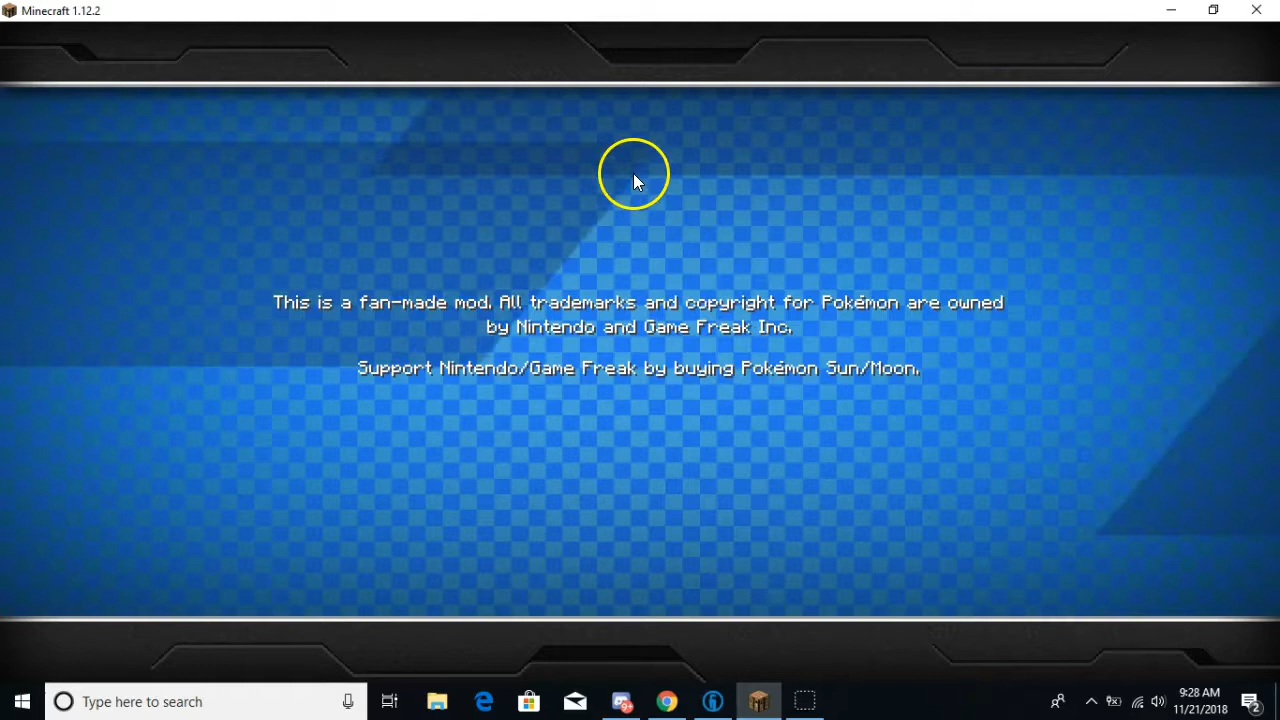 Minecraft 1.12.2
This is a fan-made mod. All trademarks and copyright for Pokémon are owned
by Nintendo and Game Freak Inc.
Support Nintendo/Game Freak by buying Pokémon Sun/Moon.
Type here to search
9:28 AM
11/21/2018
2